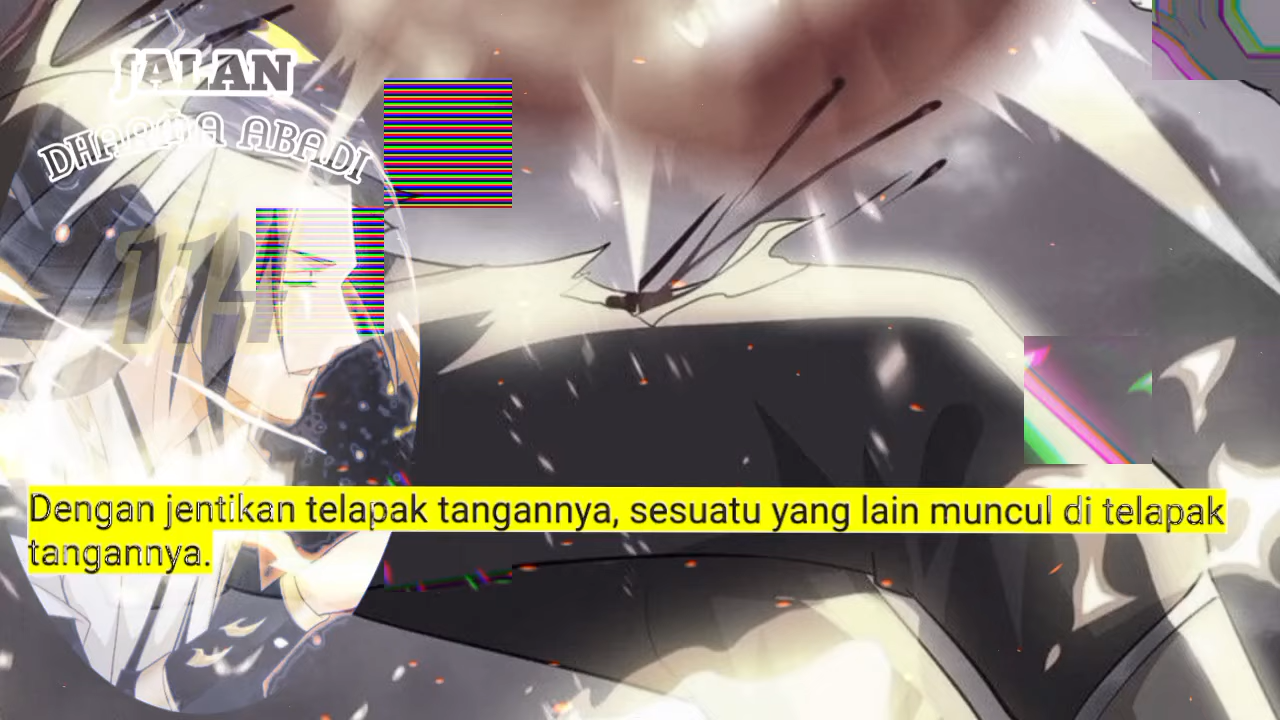 JALAN
DHARMA ABADI
114
Dengan jentikan telapak tangannya, sesuatu yang lain muncul di telapak
tangannya.